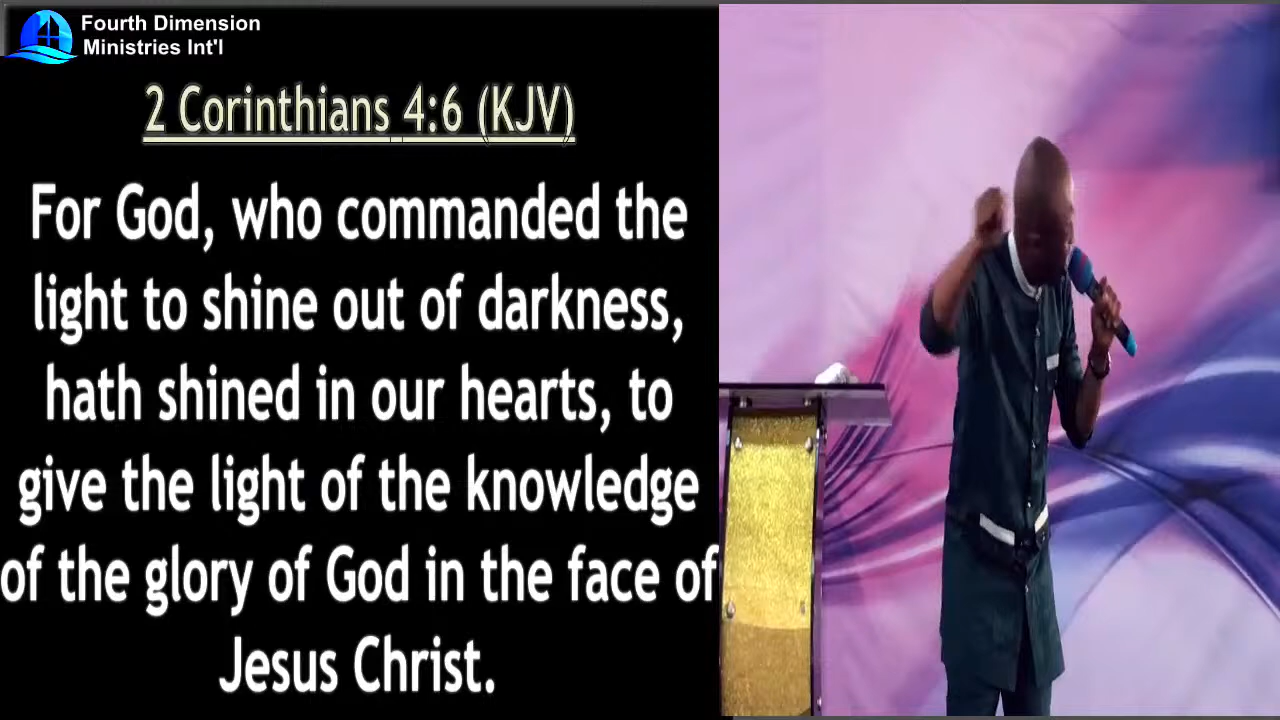 Fourth Dimension
Ministries Int'l
2 Corinthians 4:6 (KJV)
For God, who commanded the
light to shine out of darkness,
hath shined in our hearts, to
give the light of the knowledge
of the glory of God in the face of
Jesus Christ.